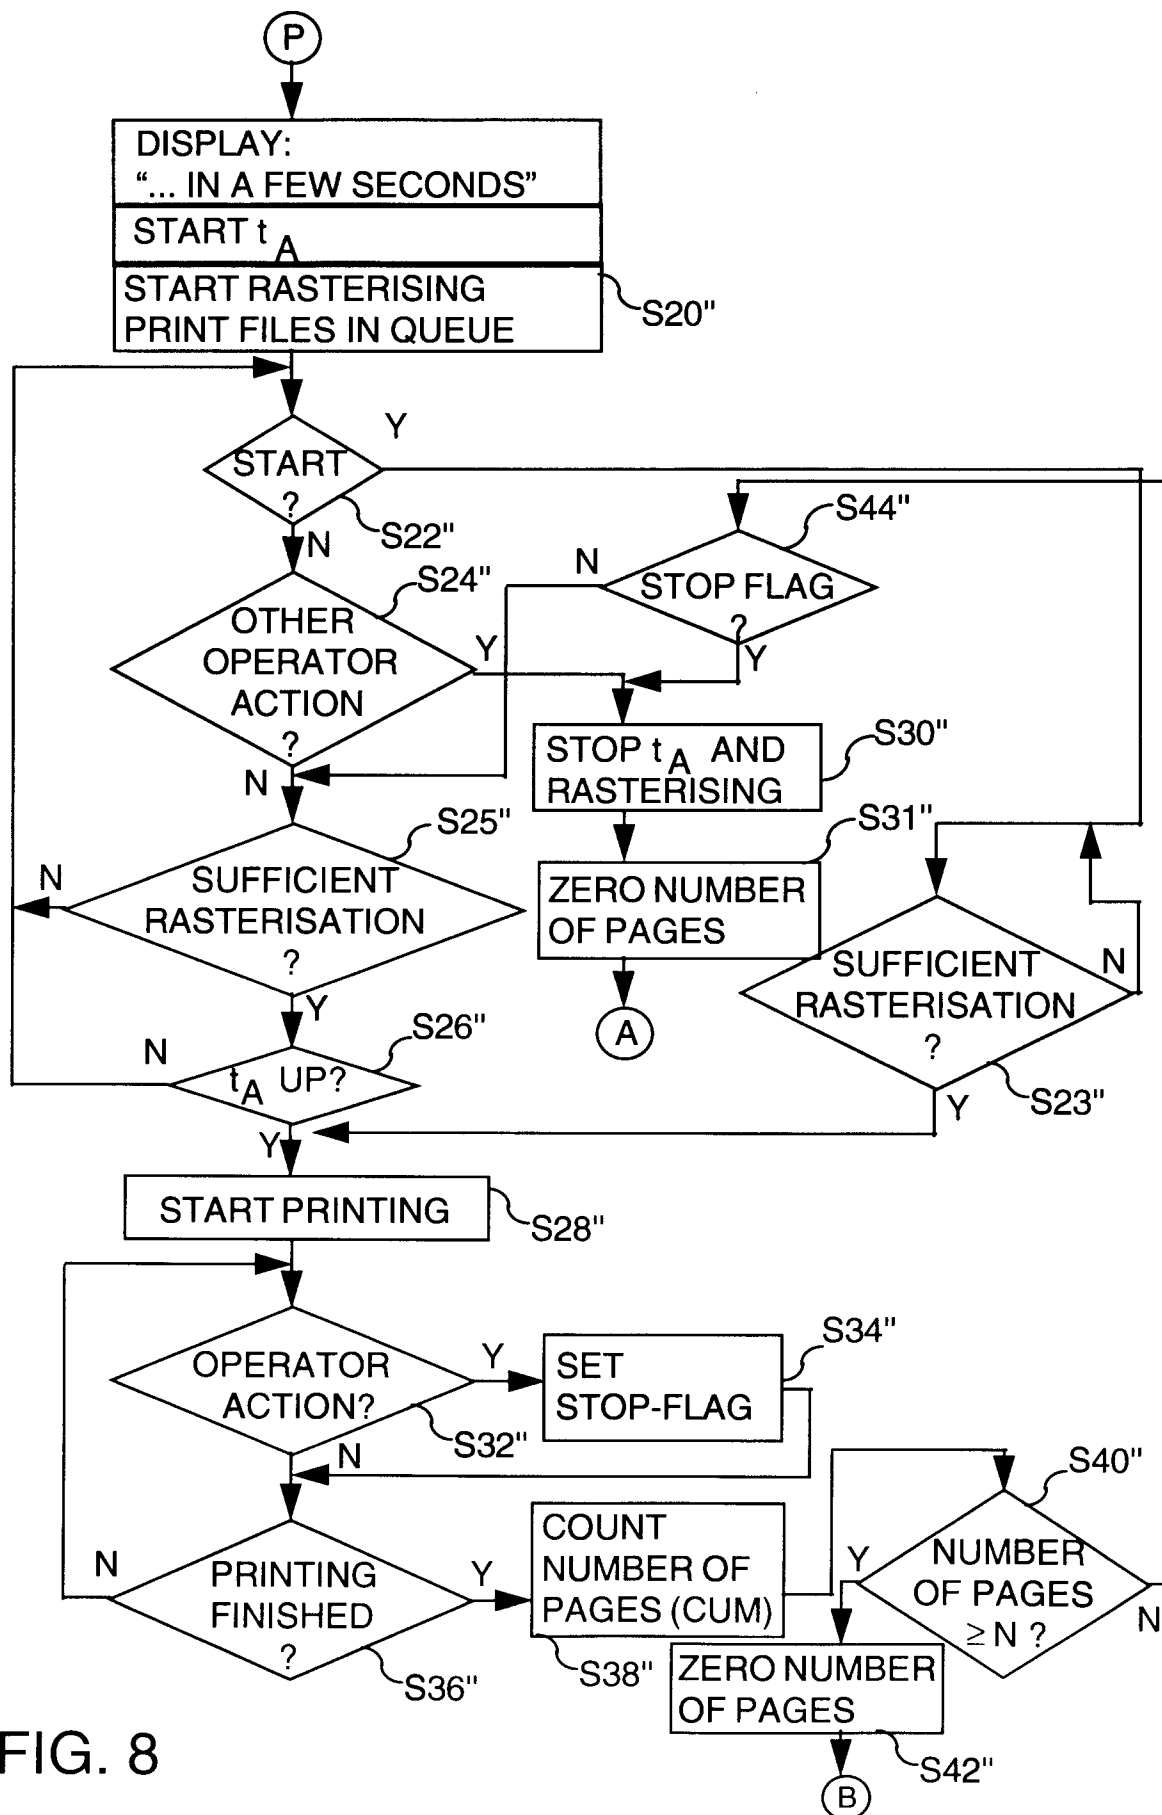 P
DISPLAY:
“... IN A FEW SECONDS”
START tA
START RASTERISING
PRINT FILES IN QUEUE
S20"
START
?
Y
S22"
N
S24"
OTHER
OPERATOR
ACTION
?
Y
N
S44"
N
STOP FLAG
?
Y
STOP tA AND
RASTERISING
S30"
S31"
ZERO NUMBER
OF PAGES
A
S25"
SUFFICIENT
RASTERISATION
?
N
Y
SUFFICIENT
RASTERISATION
?
N
S23"
Y
S26"
N
tA UP?
Y
START PRINTING
S28"
OPERATOR
ACTION?
Y
S32"
N
S34"
SET
STOP-FLAG
PRINTING
FINISHED
?
N
Y
S36"
COUNT
NUMBER OF
PAGES (CUM)
S38"
S40"
NUMBER
OF PAGES
≥ N ?
Y
N
ZERO NUMBER
OF PAGES
S42"
B
FIG. 8